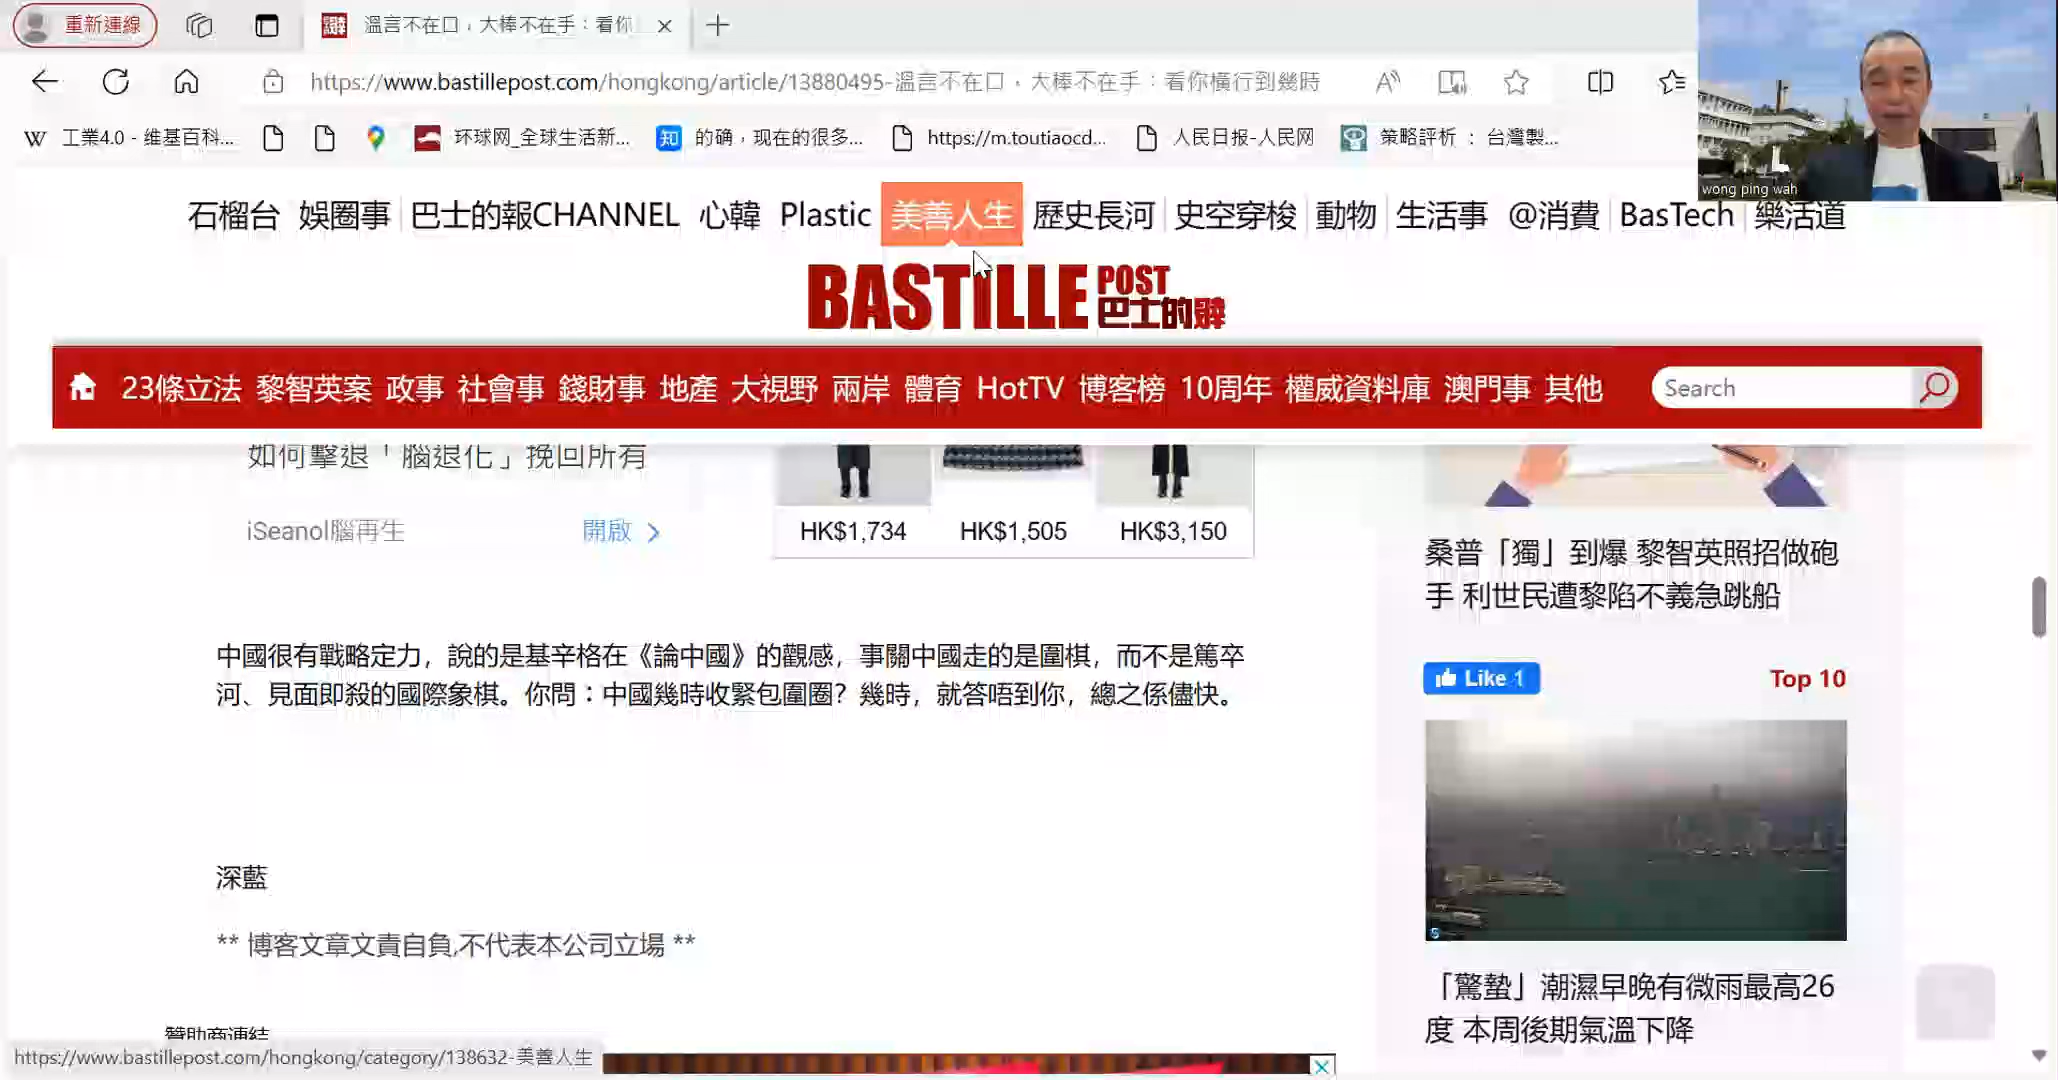 重新連線
溫言不在口，大棒不在手：看你
https://www.bastillepost.com/hongkong/article/13880495-溫言不在口，大棒不在手：看你橫行到幾時
W 工業4.0 - 维基百科...
环球网_全球生活新...
知 的确，现在的很多...
https://m.toutiaocd...
人民日报-人民网
策略評析 ： 台灣製...
wong ping wah
石榴台 娛圈事 巴士的報CHANNEL 心韓 Plastic 美善人生 歷史長河 史空穿梭 動物 生活事 @消費 BasTech 樂活道
BASTILLE POST
巴士的報
23條立法 黎智英案 政事 社會事 錢財事 地產 大視野 兩岸 體育 HotTV 博客榜 10周年 權威資料庫 澳門事 其他
Search
如何擊退「腦退化」挽回所有
iSeanol腦再生
開啟
HK$1,734
HK$1,505
HK$3,150
中國很有戰略定力，說的是基辛格在《論中國》的觀感，事關中國走的是圍棋，而不是篤卒
河、見面即殺的國際象棋。你問：中國幾時收緊包圍圈？幾時，就答唔到你，總之係儘快。
深藍
** 博客文章文責自負,不代表本公司立場 **
贊助商連結
桑普「獨」到爆 黎智英照招做砲
手 利世民遭黎陷不義急跳船
Like 1
Top 10
「驚蟄」潮濕早晚有微雨最高26
度 本周後期氣溫下降
https://www.bastillepost.com/hongkong/category/138632-美善人生